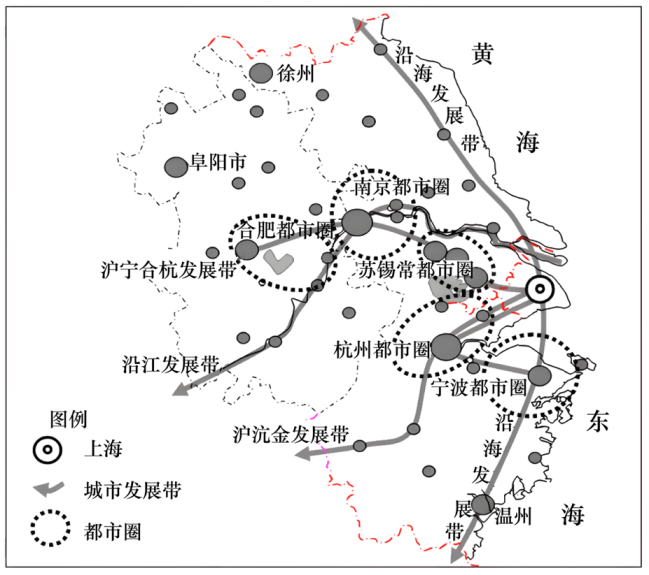 黄
海
沿海发展带
徐州
阜阳市
南京都市圈
合肥都市圈
沪宁合杭发展带
苏锡常都市圈
杭州都市圈
沿江发展带
宁波都市圈
沪沆金发展带
东
海
沿海发展带
温州
图例
上海
城市发展带
都市圈